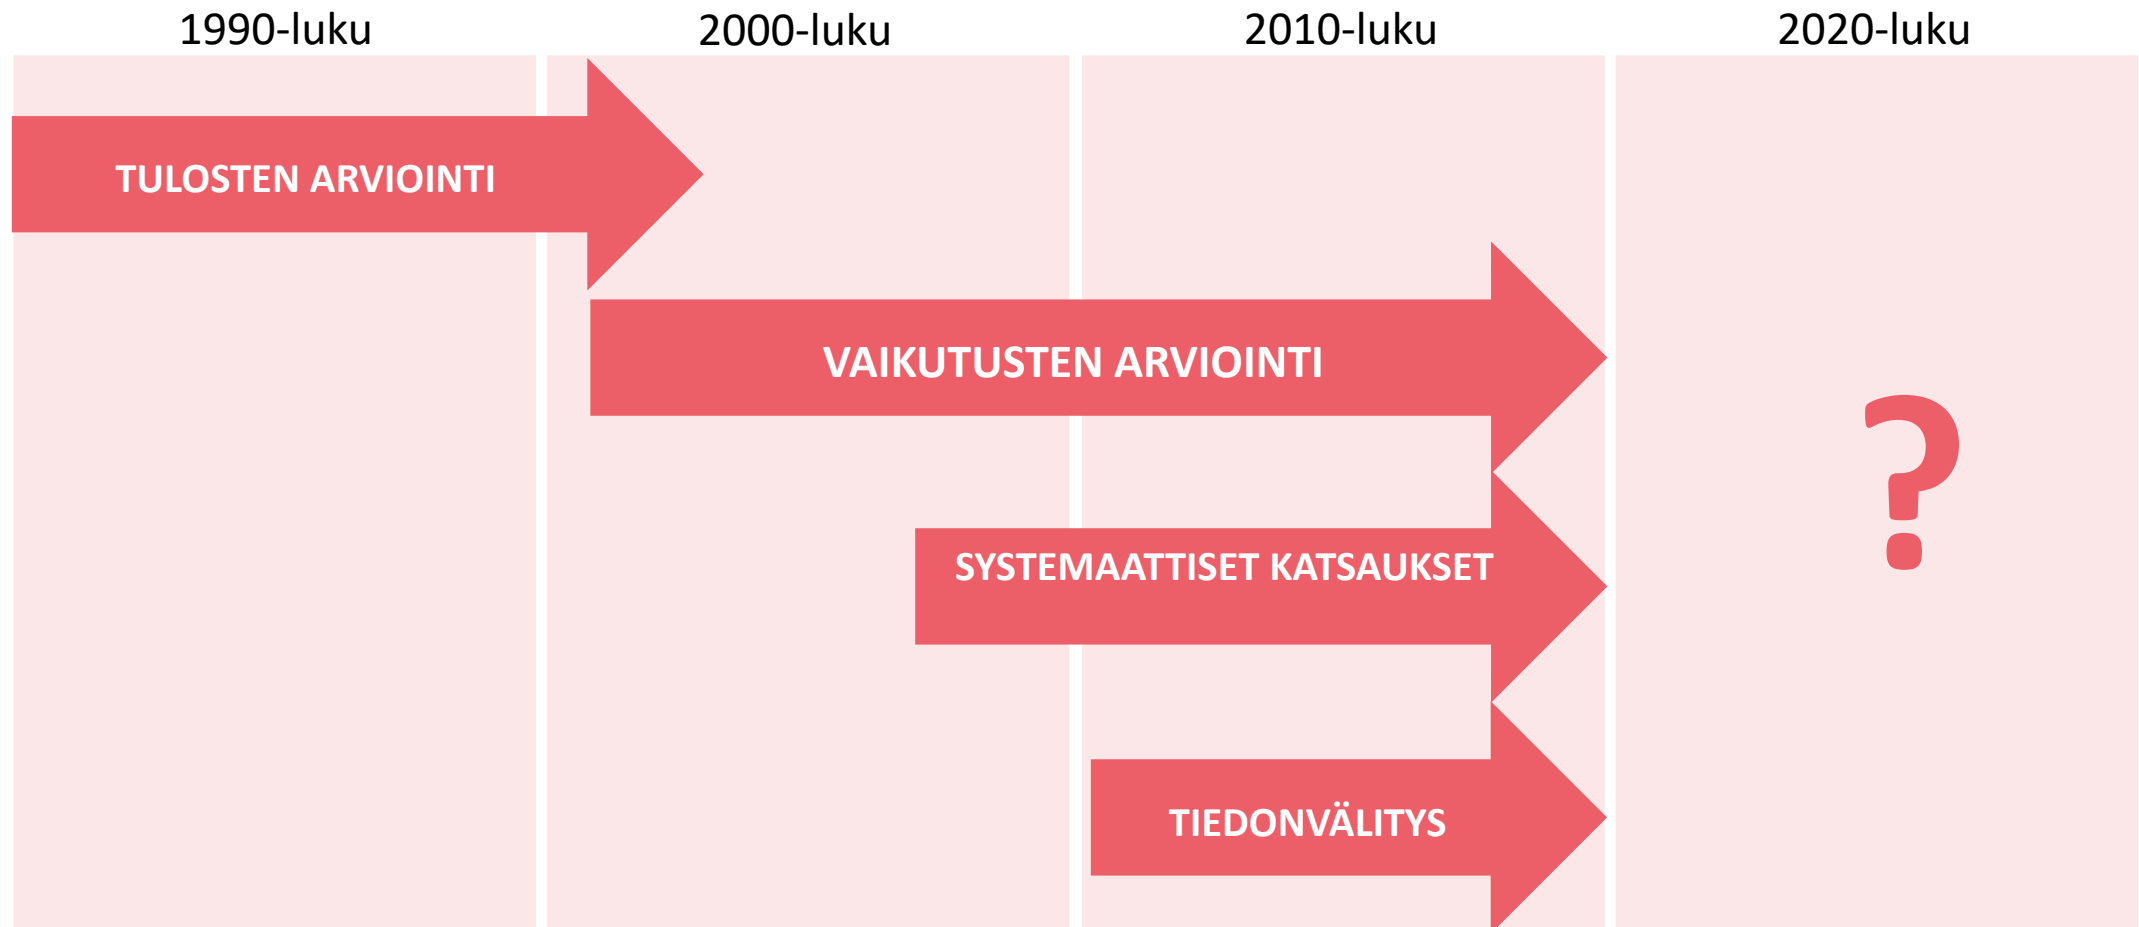 1990-luku
2000-luku
2010-luku
2020-luku
TULOSTEN ARVIOINTI
VAIKUTUSTEN ARVIOINTI
?
SYSTEMAATTISET KATSAUKSET
TIEDONVÄLITYS